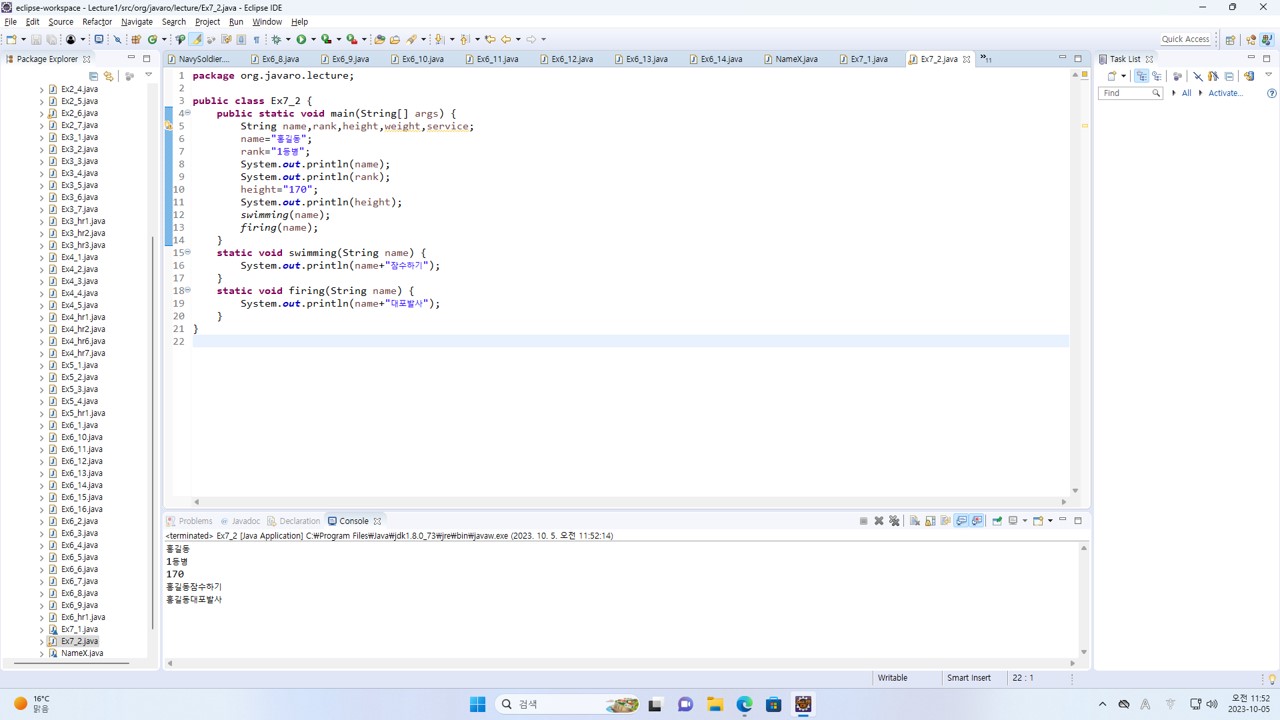 eclipse-workspace - Lecture1/src/org/javaro/lecture/Ex7_2.java - Eclipse IDE
File Edit Source Refactor Navigate Search Project Run Window Help
Quick Access
Package Explorer
NavySoldier... Ex6_8.java Ex6_9.java Ex6_10.java Ex6_11.java Ex6_12.java Ex6_13.java Ex6_14.java NameX.java Ex7_1.java Ex7_2.java »11
Task List
Find All Activate...
Ex2_4.java
Ex2_5.java
Ex2_6.java
Ex2_7.java
Ex3_1.java
Ex3_2.java
Ex3_3.java
Ex3_4.java
Ex3_5.java
Ex3_6.java
Ex3_7.java
Ex3_hr1.java
Ex3_hr2.java
Ex3_hr3.java
Ex4_1.java
Ex4_2.java
Ex4_3.java
Ex4_4.java
Ex4_5.java
Ex4_hr1.java
Ex4_hr2.java
Ex4_hr6.java
Ex4_hr7.java
Ex5_1.java
Ex5_2.java
Ex5_3.java
Ex5_4.java
Ex5_hr1.java
Ex6_1.java
Ex6_10.java
Ex6_11.java
Ex6_12.java
Ex6_13.java
Ex6_14.java
Ex6_15.java
Ex6_16.java
Ex6_2.java
Ex6_3.java
Ex6_4.java
Ex6_5.java
Ex6_6.java
Ex6_7.java
Ex6_8.java
Ex6_9.java
Ex6_hr1.java
Ex7_1.java
Ex7_2.java
NameX.java
1 package org.javaro.lecture;
2
3 public class Ex7_2 {
4 public static void main(String[] args) {
5 String name,rank,height,weight,service;
6 name="홍길동";
7 rank="1등병";
8 System.out.println(name);
9 System.out.println(rank);
10 height="170";
11 System.out.println(height);
12 swimming(name);
13 firing(name);
14 }
15 static void swimming(String name) {
16 System.out.println(name+"잠수하기");
17 }
18 static void firing(String name) {
19 System.out.println(name+"대포발사");
20 }
21 }
22
Problems Javadoc Declaration Console
<terminated> Ex7_2 [Java Application] C:₩Program Files₩Java₩jdk1.8.0_73₩jre₩bin₩javaw.exe (2023. 10. 5. 오전 11:52:14)
홍길동
1등병
170
홍길동잠수하기
홍길동대포발사
Writable Smart Insert 22 : 1
16°C
맑음
검색
오전 11:52
2023-10-05